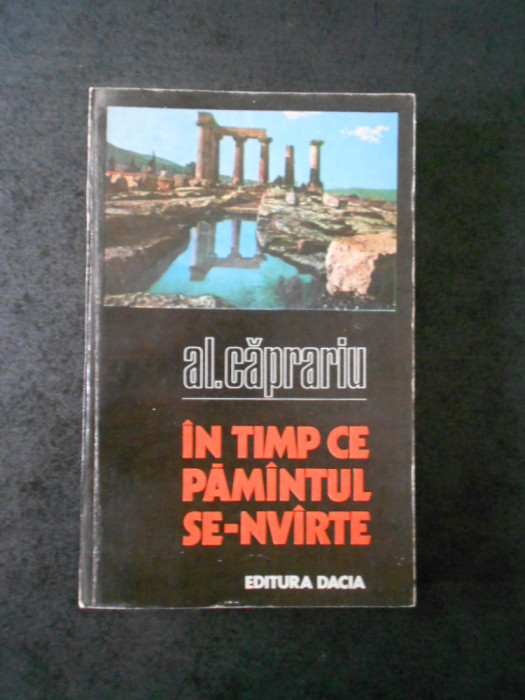 al.căprariu
ÎN TIMP CE
PĂMÎNTUL
SE-NVÎRTE
EDITURA DACIA